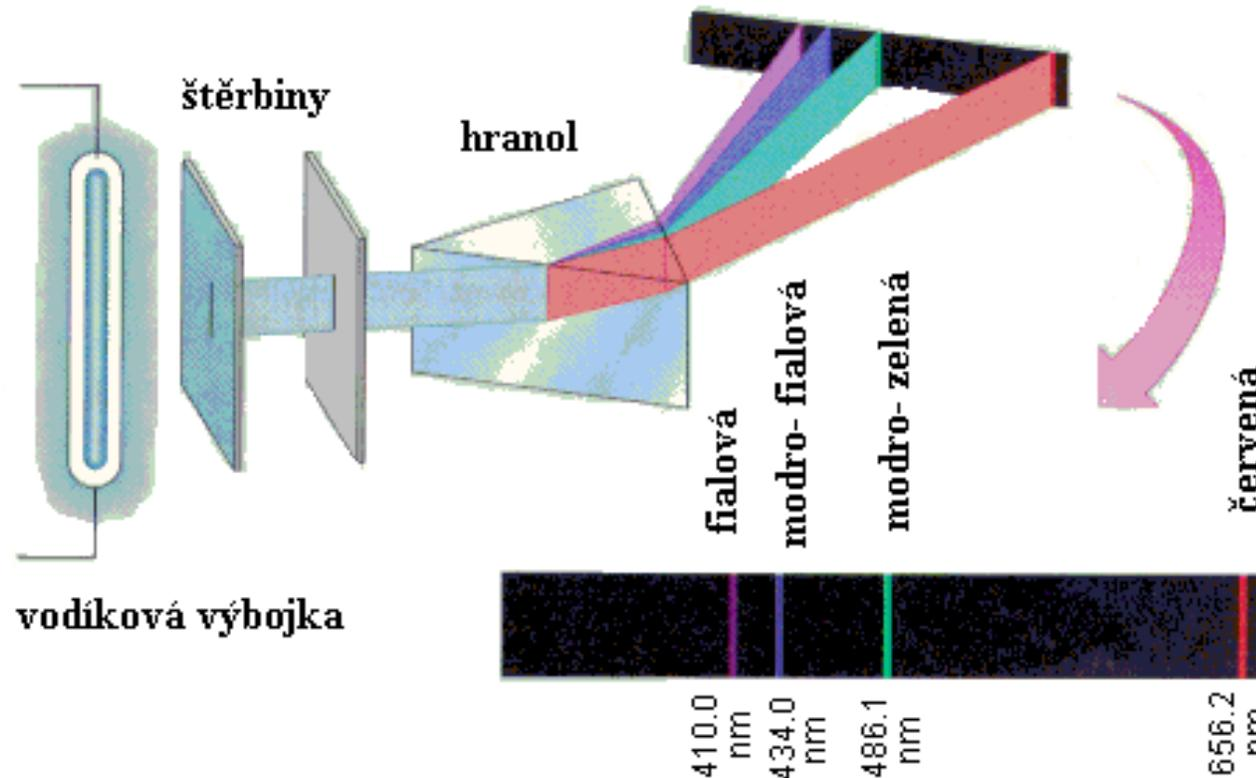 štěrbiny
hranol
fialová
modro- fialová
modro- zelená
červená
vodíková výbojka
410.0
nm
434.0
nm
486.1
nm
656.2
nm